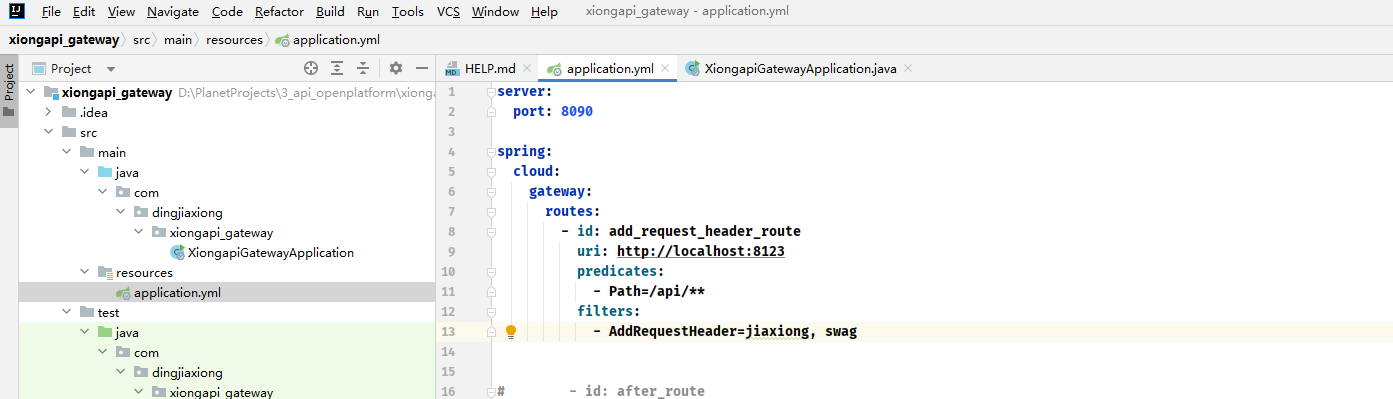 File Edit View Navigate Code Refactor Build Run Tools VCS Window Help xiongapi_gateway - application.yml
xiongapi_gateway src main resources application.yml
Project
Project
HELP.md application.yml XiongapiGatewayApplication.java
xiongapi_gateway D:\PlanetProjects\3_api_openplatform\xiong
.idea
src
main
java
com
dingjiaxiong
xiongapi_gateway
XiongapiGatewayApplication
resources
application.yml
test
java
com
dingjiaxiong
xiongapi_gateway
1 server:
2 port: 8090
3
4 spring:
5 cloud:
6 gateway:
7 routes:
8 - id: add_request_header_route
9 uri: http://localhost:8123
10 predicates:
11 - Path=/api/**
12 filters:
13 - AddRequestHeader=jiaxiong, swag
14
15
16 # - id: after_route